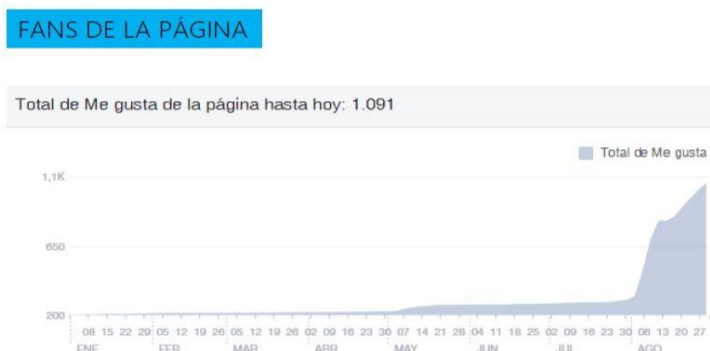 FANS DE LA PÁGINA
Total de Me gusta de la página hasta hoy: 1.091
Total de Me gusta
1,1K
650
200
08 15 22 29 05 12 19 26 05 12 19 26 02 09 16 23 30 07 14 21 28 04 11 18 25 02 09 16 23 30 06 13 20 27
ENE FEB MAR ABR MAY JUN JUL AGO